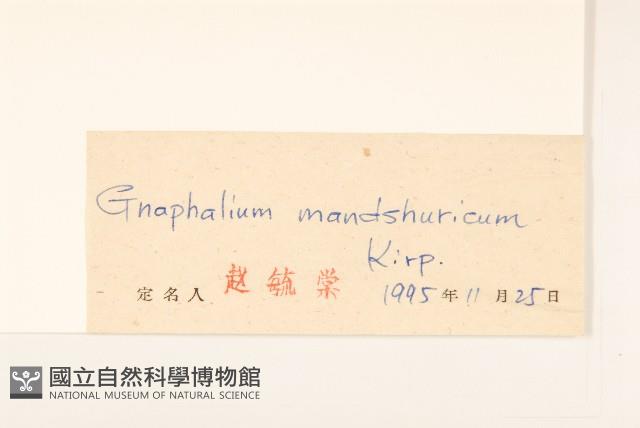 Gnaphalium mandshuricum
Kirp.
定名人 赵毓棠 1995年11月25日
國立自然科學博物館
NATIONAL MUSEUM OF NATURAL SCIENCE